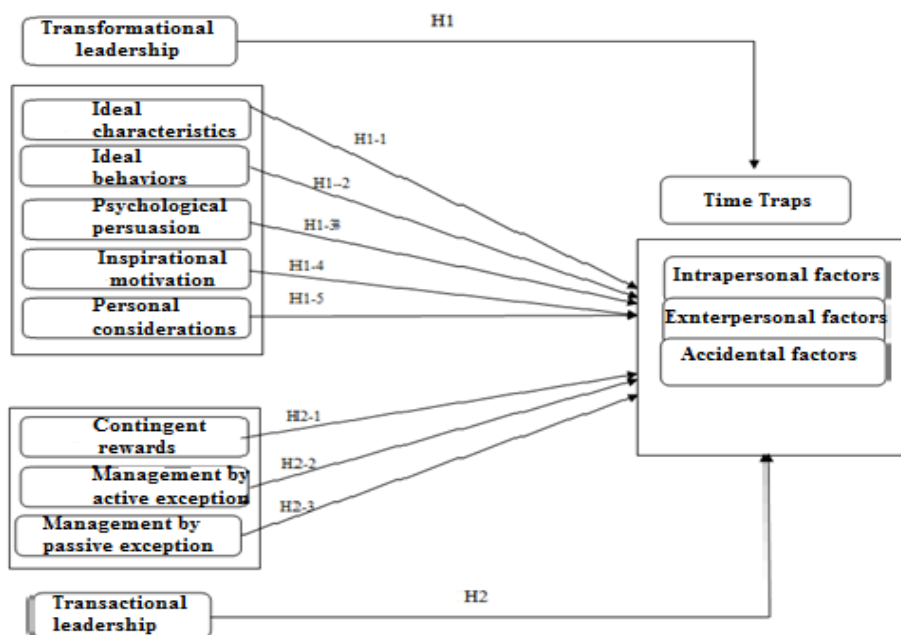 H1
Transformational
leadership
Ideal
characteristics
H1-1
Ideal
behaviors
H1-2
Time Traps
Psychological
persuasion
H1-3
Inspirational
motivation
H1-4
Intrapersonal factors
Personal
considerations
H1-5
Exnterpersonal factors
Accidental factors
Contingent
rewards
H2-1
Management by
active exception
H2-2
Management by
passive exception
H2-3
Transactional
leadership
H2